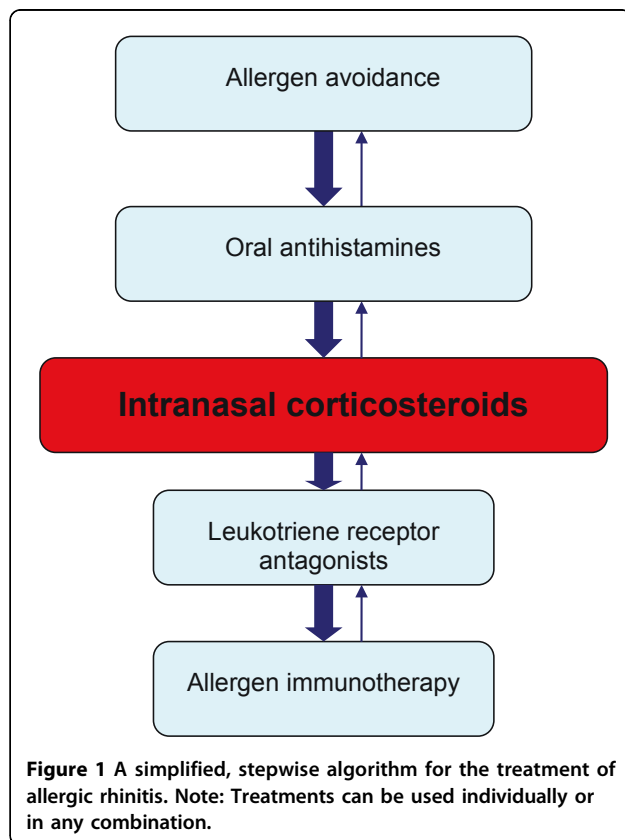 Allergen avoidance
Oral antihistamines
Intranasal corticosteroids
Leukotriene receptor
antagonists
Allergen immunotherapy
Figure 1 A simplified, stepwise algorithm for the treatment of
allergic rhinitis. Note: Treatments can be used individually or
in any combination.